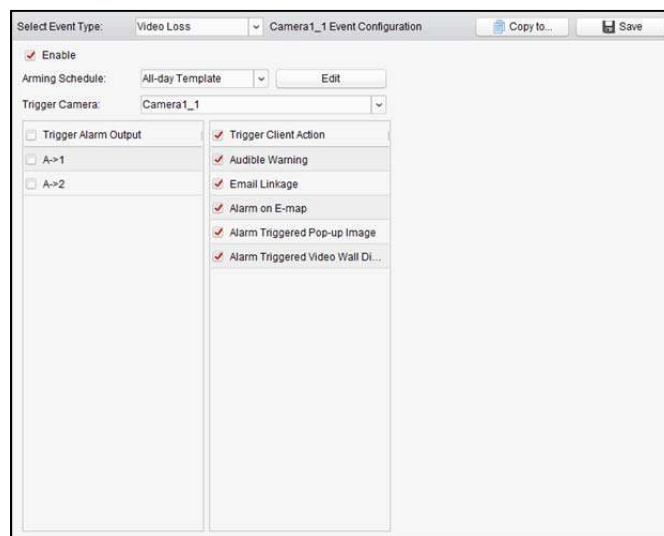 Select Event Type: Video Loss Camera1_1 Event Configuration Copy to... Save
Enable
Arming Schedule: All-day Template Edit
Trigger Camera: Camera1_1
Trigger Alarm Output Trigger Client Action
A->1 Audible Warning
A->2 Email Linkage
Alarm on E-map
Alarm Triggered Pop-up Image
Alarm Triggered Video Wall Di...